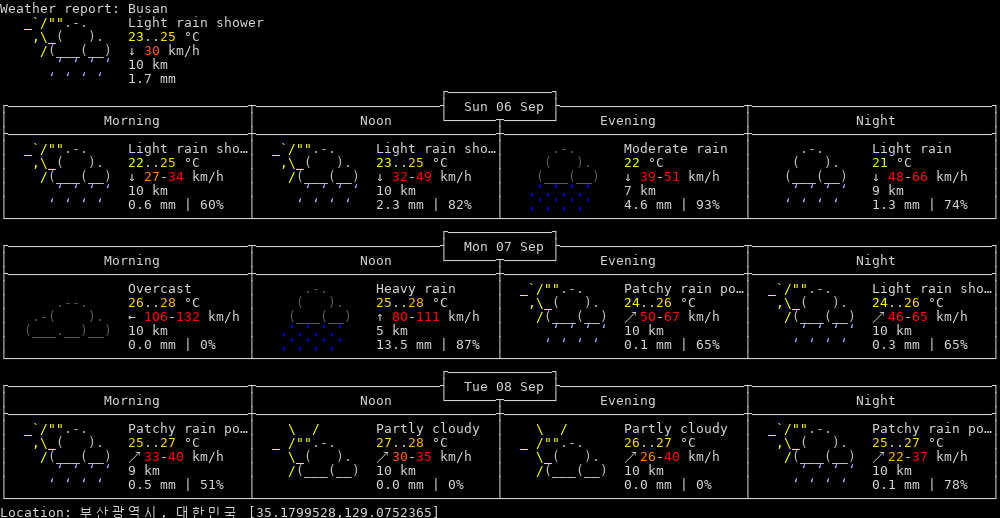 Weather report: Busan
Light rain shower
23..25 °C
↓ 30 km/h
10 km
1.7 mm
Sun 06 Sep
Morning Noon Evening Night
Light rain sho… Light rain sho… Moderate rain Light rain
22..25 °C 23..25 °C 22 °C 21 °C
↓ 27-34 km/h ↓ 32-49 km/h ↓ 39-51 km/h ↓ 48-66 km/h
10 km 10 km 7 km 9 km
0.6 mm | 60% 2.3 mm | 82% 4.6 mm | 93% 1.3 mm | 74%
Mon 07 Sep
Morning Noon Evening Night
Overcast Heavy rain Patchy rain po… Light rain sho…
26..28 °C 25..28 °C 24..26 °C 24..26 °C
← 106-132 km/h ↑ 80-111 km/h ↗ 50-67 km/h ↗ 46-65 km/h
10 km 5 km 10 km 10 km
0.0 mm | 0% 13.5 mm | 87% 0.1 mm | 65% 0.3 mm | 65%
Tue 08 Sep
Morning Noon Evening Night
Patchy rain po… Partly cloudy Partly cloudy Patchy rain po…
25..27 °C 27..28 °C 26..27 °C 25..27 °C
↗ 33-40 km/h ↗ 30-35 km/h ↗ 26-40 km/h ↗ 22-37 km/h
9 km 10 km 10 km 10 km
0.5 mm | 51% 0.0 mm | 0% 0.0 mm | 0% 0.1 mm | 78%
Location: 부산광역시, 대한민국 [35.1799528,129.0752365]